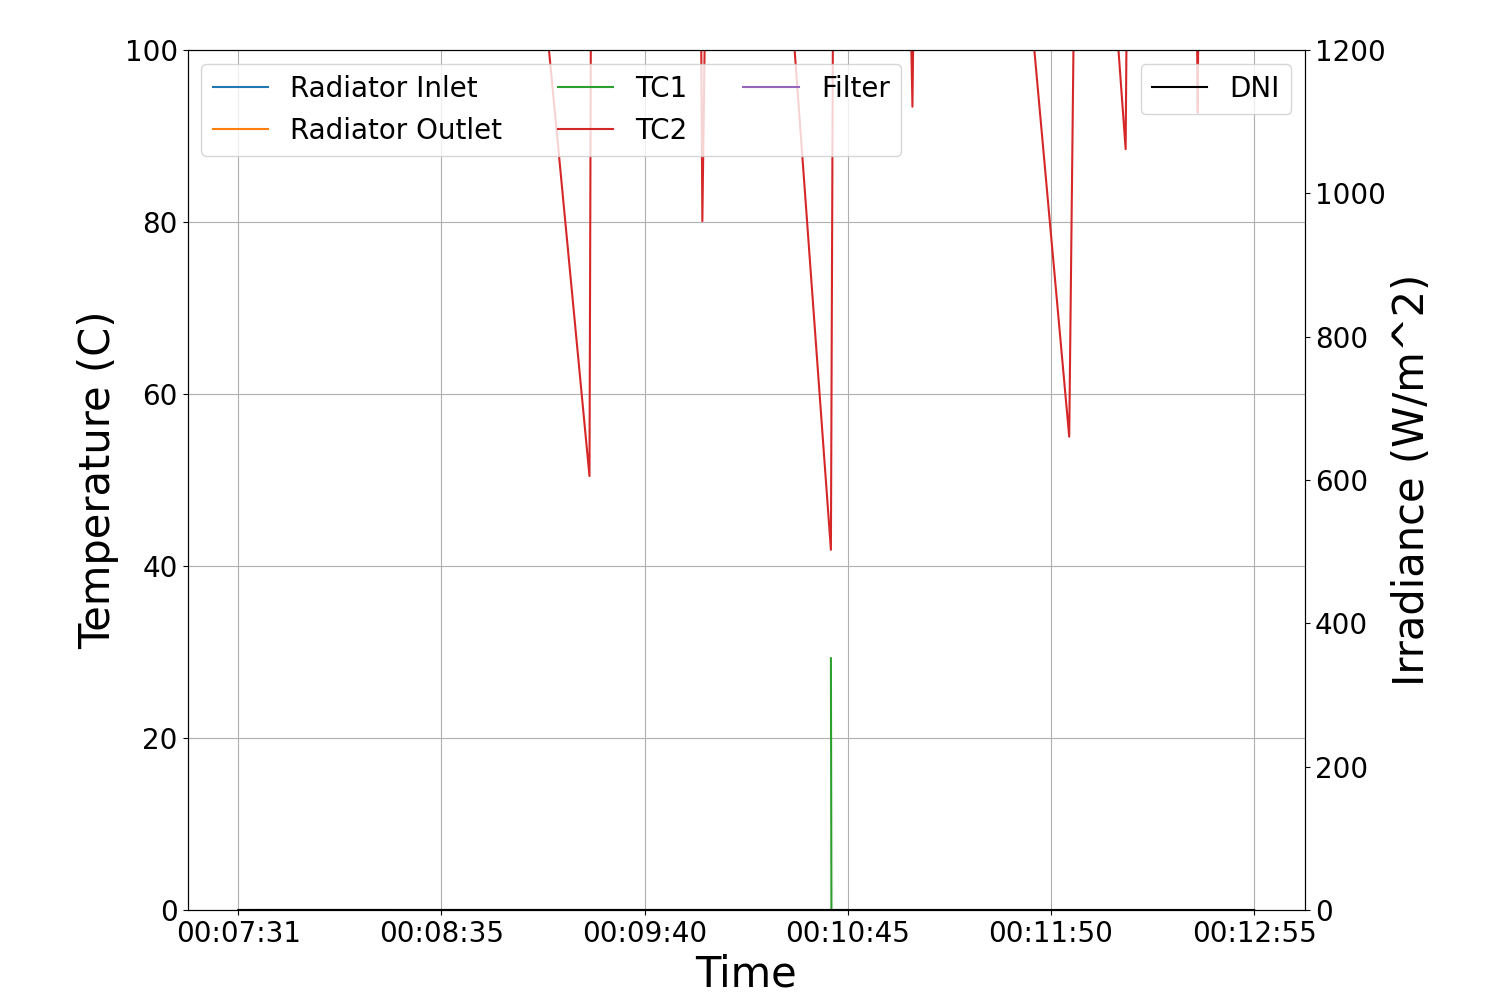 100
80
60
40
20
0
Temperature (C)
Radiator Inlet
Radiator Outlet
TC1
TC2
Filter
DNI
1200
1000
800
600
400
200
0
Irradiance (W/m^2)
00:07:31 00:08:35 00:09:40 00:10:45 00:11:50 00:12:55
Time